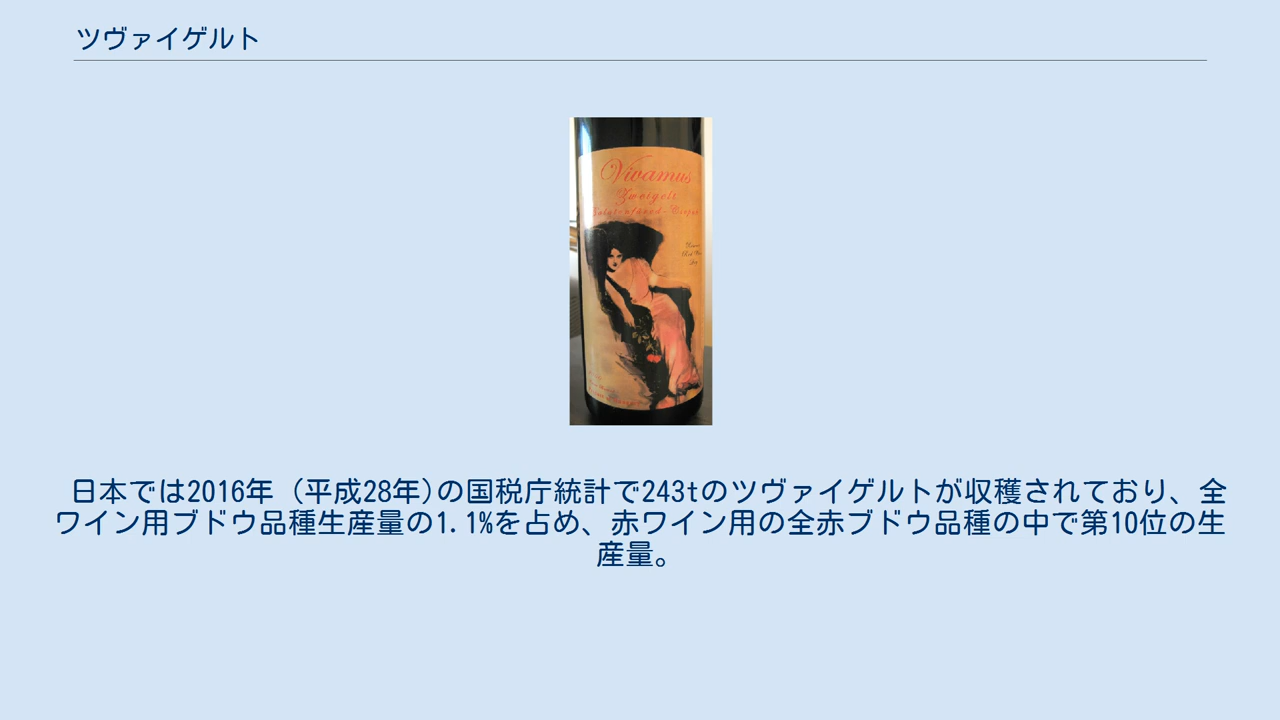 ツヴァイゲルト
Vivamus
Zweigelt
日本では2016年（平成28年)の国税庁統計で243tのツヴァイゲルトが収穫されており、全
ワイン用ブドウ品種生産量の1.1%を占め、赤ワイン用の全赤ブドウ品種の中で第10位の生
産量。